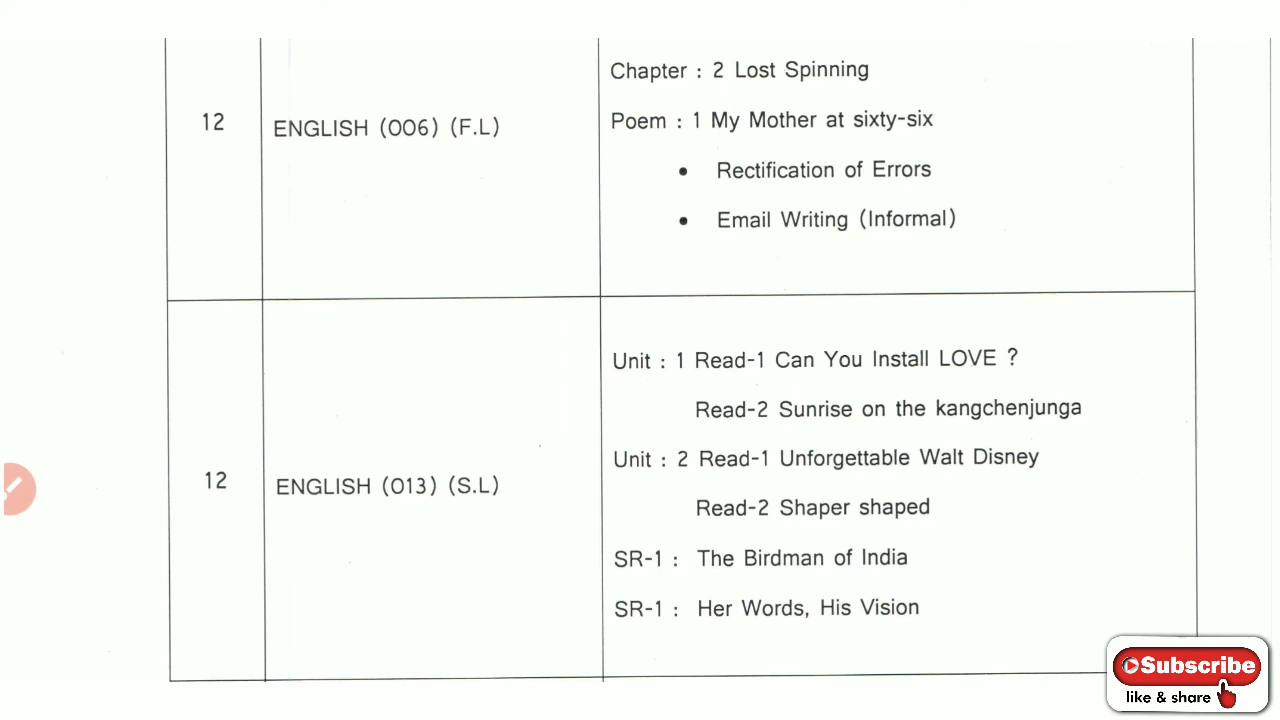 Chapter : 2 Lost Spinning
12 ENGLISH (006) (F.L)
Poem : 1 My Mother at sixty-six
• Rectification of Errors
• Email Writing (Informal)
Unit : 1 Read-1 Can You Install LOVE ?
Read-2 Sunrise on the kangchenjunga
Unit : 2 Read-1 Unforgettable Walt Disney
12 ENGLISH (013) (S.L)
Read-2 Shaper shaped
SR-1 : The Birdman of India
SR-1 : Her Words, His Vision
Subscribe
like & share